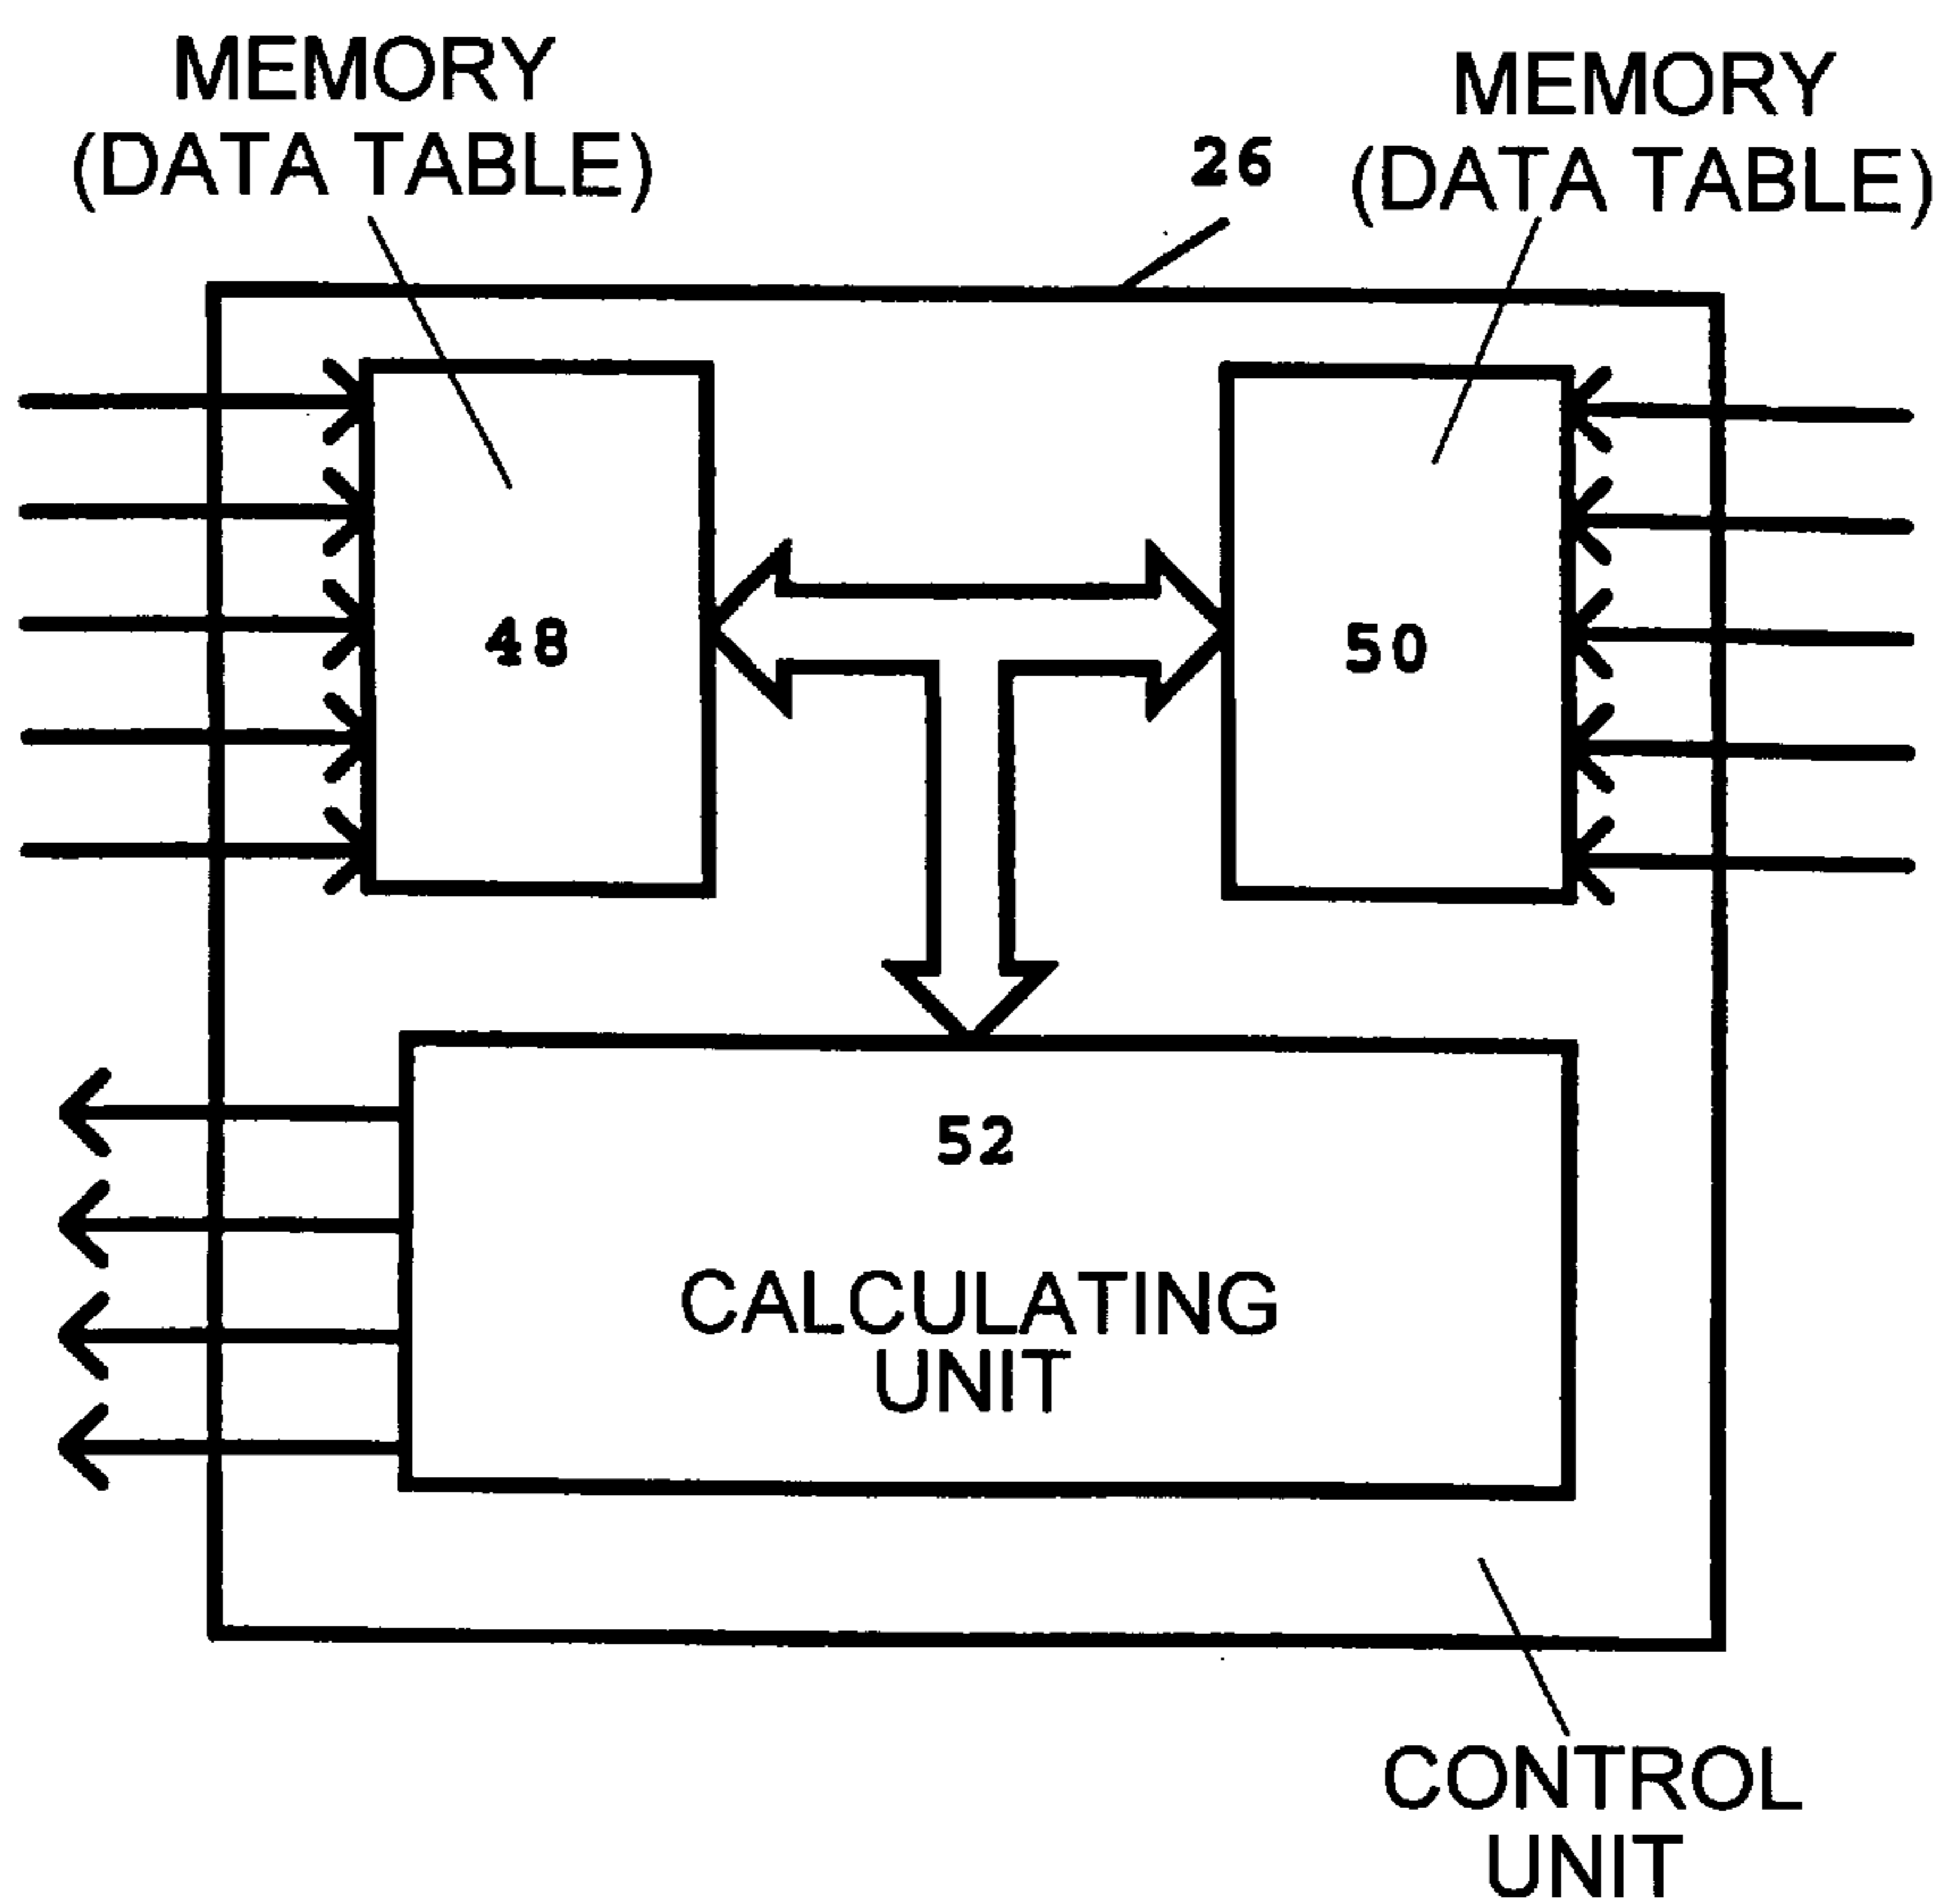 MEMORY
(DATA TABLE)
26
MEMORY
(DATA TABLE)
48
50
52
CALCULATING
UNIT
CONTROL
UNIT